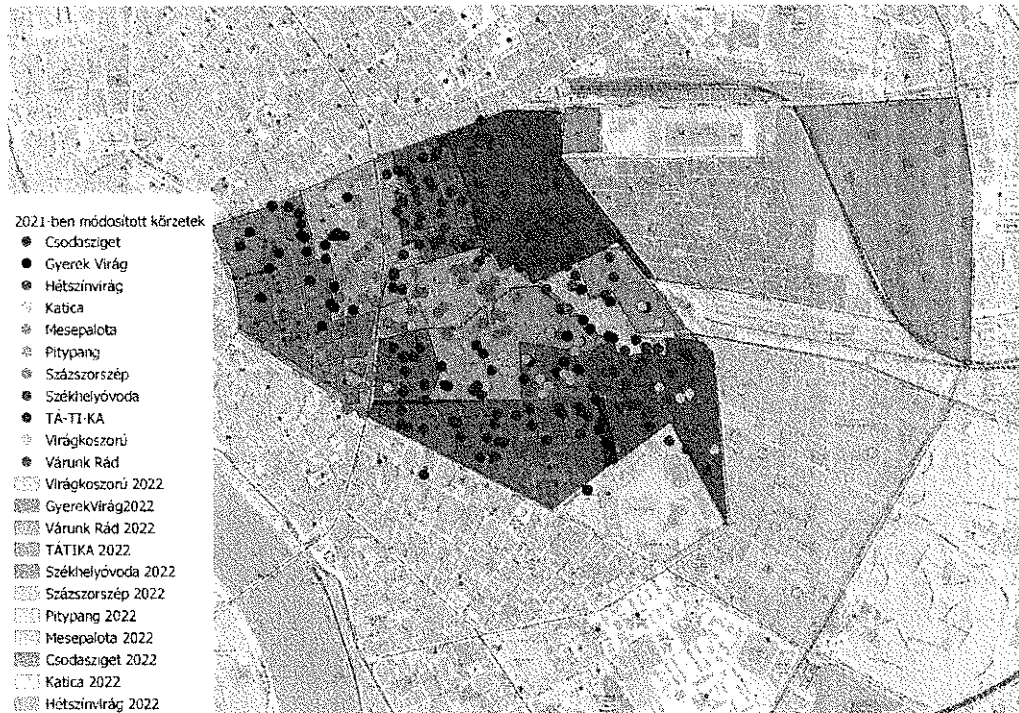 2021-ben módosított körzetek
Csodasziget
Gyerek Virág
Hétszínvirág
Katica
Mesepalota
Pitypang
Százszorszép
Székhelyóvoda
TÁ-TI-KA
Virágkoszorú
Várunk Rád
Virágkoszorú 2022
GyerekVirág2022
Várunk Rád 2022
TÁTIKA 2022
Székhelyóvoda 2022
Százszorszép 2022
Pitypang 2022
Mesepalota 2022
Csodasziget 2022
Katica 2022
Hétszínvirág 2022